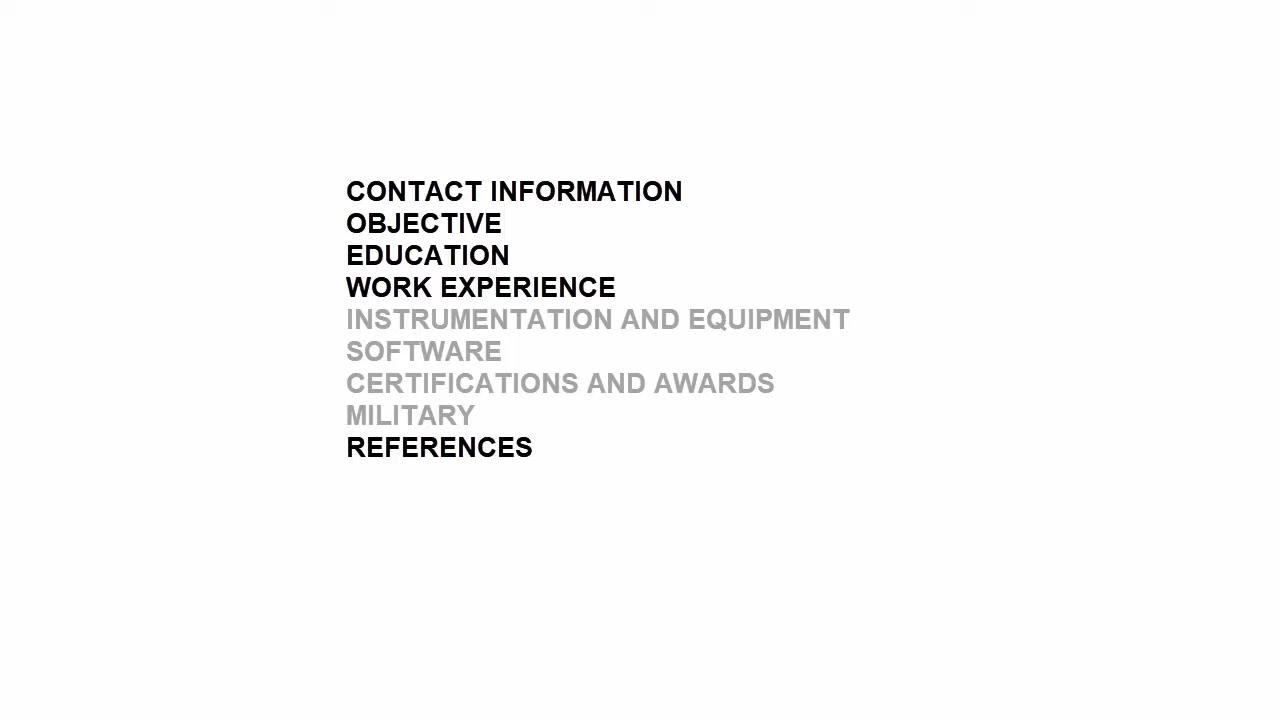 CONTACT INFORMATION
OBJECTIVE
EDUCATION
WORK EXPERIENCE
INSTRUMENTATION AND EQUIPMENT
SOFTWARE
CERTIFICATIONS AND AWARDS
MILITARY
REFERENCES